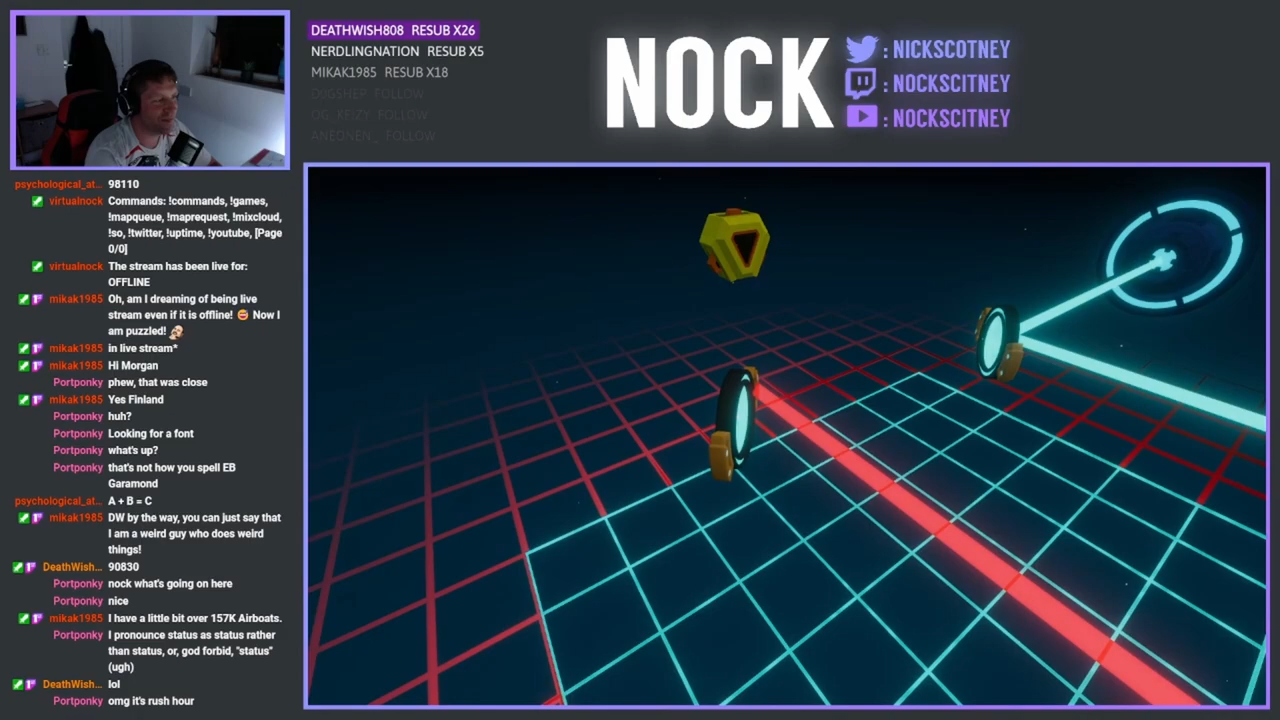 DEATHWISH808 RESUB X26
NERDLINGNATION RESUB X5
MIKAK1985 RESUB X18
DOGSHEP FOLLOW
OG_KEIZY FOLLOW
ANEONEN_ FOLLOW
NOCK
: NICKSCOTNEY
: NOCKSCITNEY
: NOCKSCITNEY
psychological_at... 98110
virtualnock Commands: !commands, !games,
!mapqueue, !maprequest, !mixcloud,
!so, !twitter, !uptime, !youtube, [Page
0/0]
virtualnock The stream has been live for:
OFFLINE
mikak1985 Oh, am I dreaming of being live
stream even if it is offline! 😅 Now I
am puzzled!
mikak1985 in live stream*
mikak1985 Hi Morgan
Portponky phew, that was close
mikak1985 Yes Finland
Portponky huh?
Portponky Looking for a font
Portponky what's up?
Portponky that's not how you spell EB
Garamond
psychological_at... A + B = C
mikak1985 DW by the way, you can just say that
I am a weird guy who does weird
things!
DeathWish... 90830
Portponky nock what's going on here
Portponky nice
mikak1985 I have a little bit over 157K Airboats.
Portponky I pronounce status as status rather
than status, or, god forbid, "status"
(ugh)
DeathWish... lol
Portponky omg it's rush hour